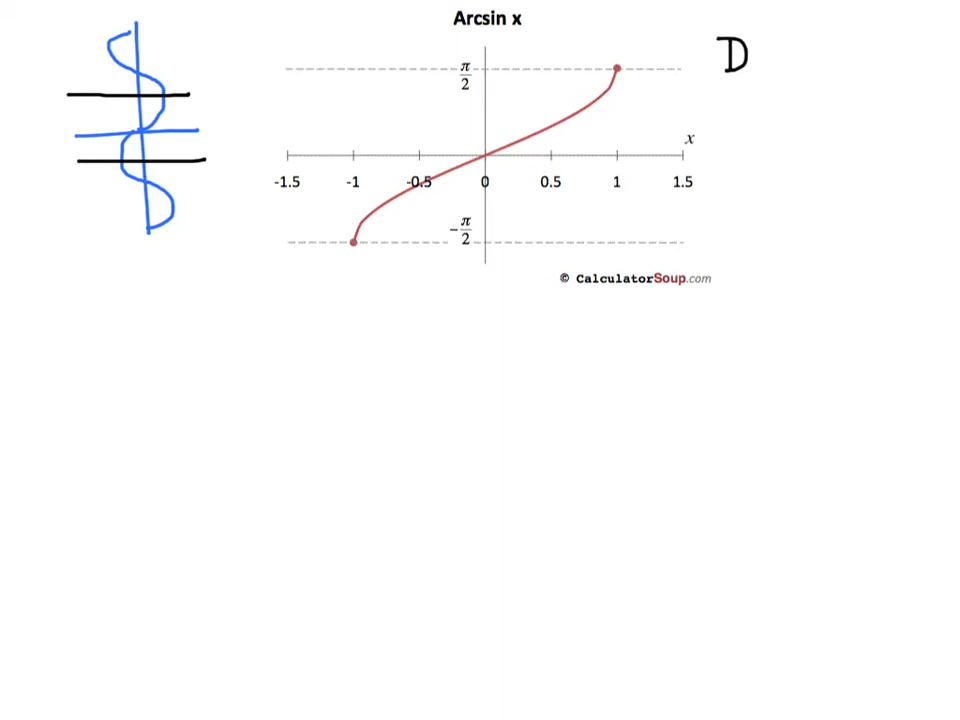 Arcsin x
D
π/2
x
-1.5 -1 -0.5 0 0.5 1 1.5
-π/2
© CalculatorSoup.com